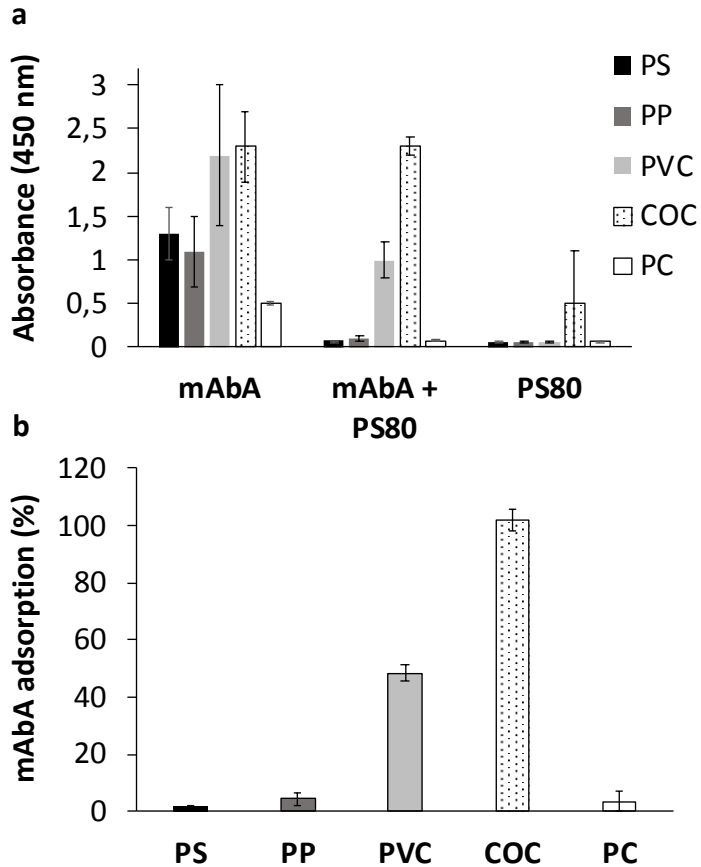 a
Absorbance (450 nm)
3
2,5
2
1,5
1
0,5
0
PS
PP
PVC
COC
PC
mAbA
mAbA +
PS80
PS80
b
mAbA adsorption (%)
120
100
80
60
40
20
0
PS
PP
PVC
COC
PC